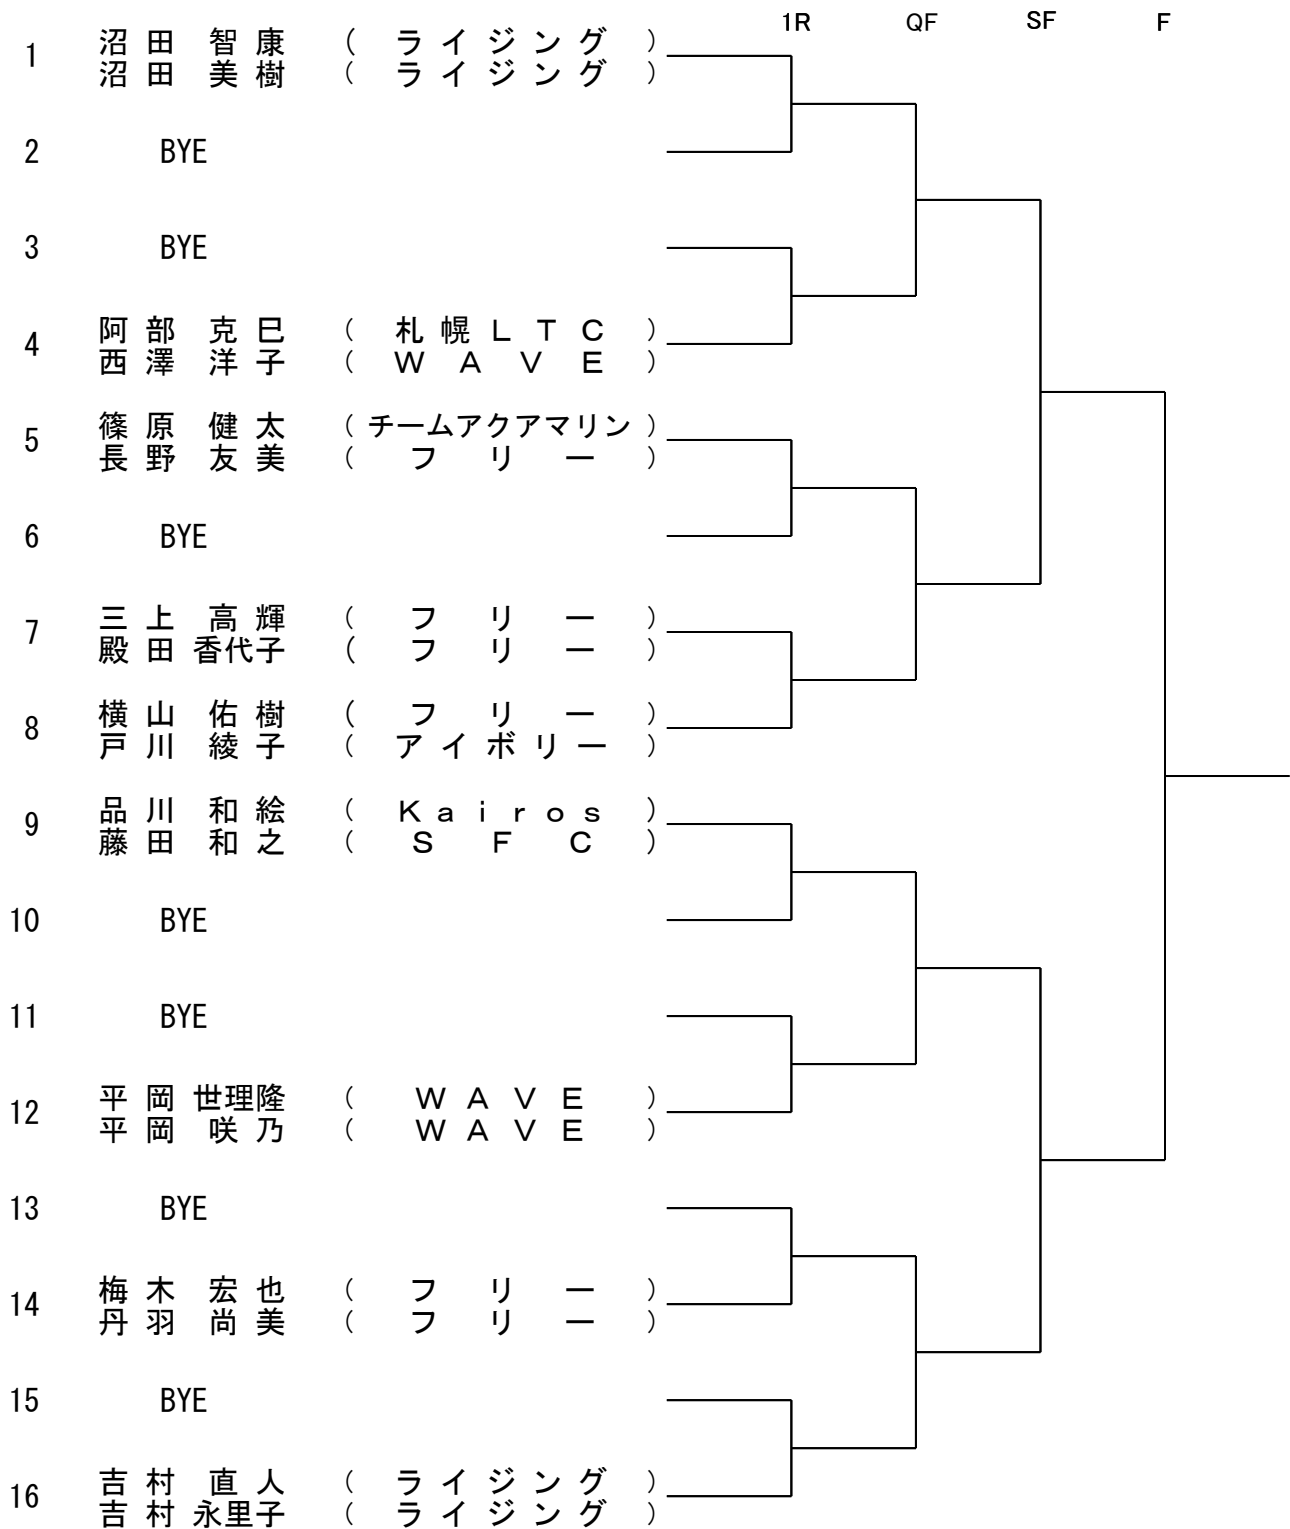 1R QF SF F
1 沼田 智康 ( ライジング )
沼田 美樹 ( ライジング )
2 BYE
3 BYE
4 阿部 克巳 ( 札幌LTC )
西澤 洋子 ( WAVE )
5 篠原 健太 ( チームアクアマリン )
長野 友美 ( フリー )
6 BYE
7 三上 高輝 ( フリー )
殿田 香代子 ( フリー )
8 横山 佑樹 ( フリー )
戸川 綾子 ( アイボリー )
9 品川 和絵 ( Kairos )
藤田 和之 ( SFC )
10 BYE
11 BYE
12 平岡 世理隆 ( WAVE )
平岡 咲乃 ( WAVE )
13 BYE
14 梅木 宏也 ( フリー )
丹羽 尚美 ( フリー )
15 BYE
16 吉村 直人 ( ライジング )
吉村 永里子 ( ライジング )